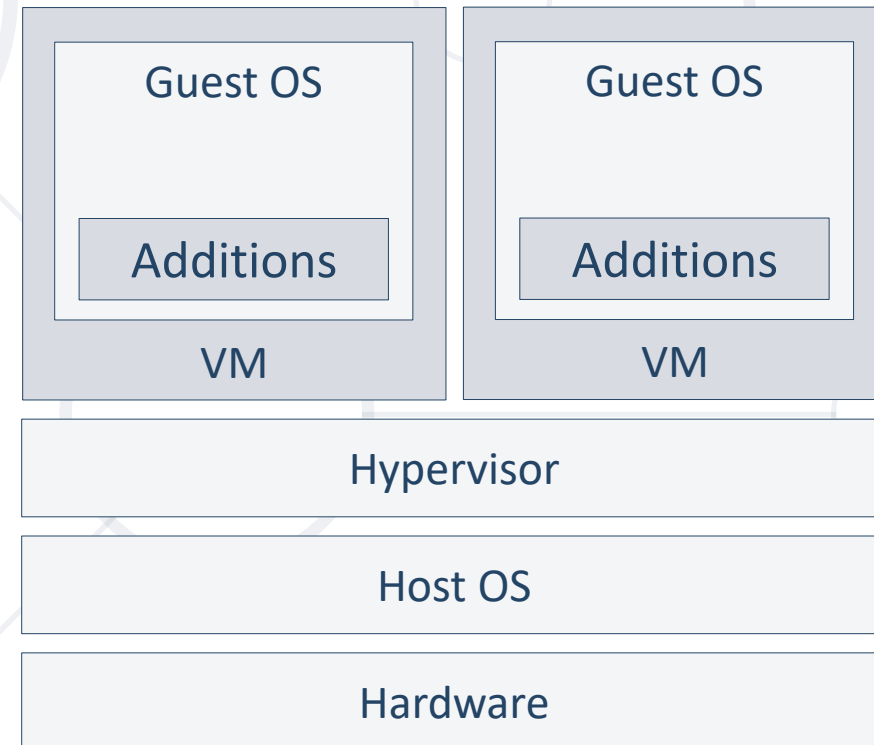 Guest OS
Additions
VM
Guest OS
Additions
VM
Hypervisor
Host OS
Hardware